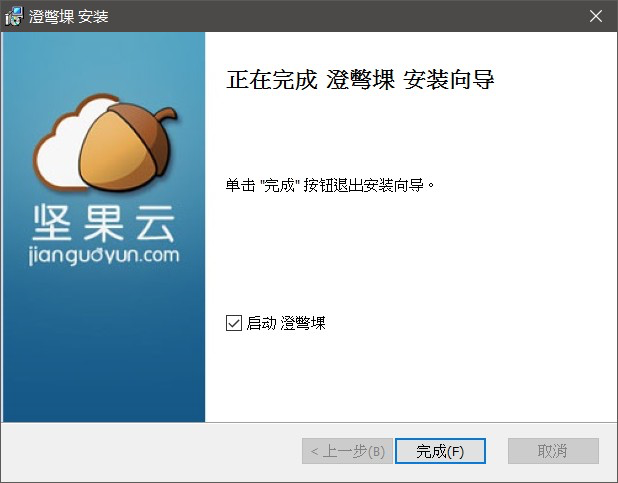 澄彆堁 安装
正在完成 澄彆堁 安装向导
坚果云
jianguoyun.com
单击 "完成" 按钮退出安装向导。
启动 澄彆堁
< 上一步(B)
完成(F)
取消